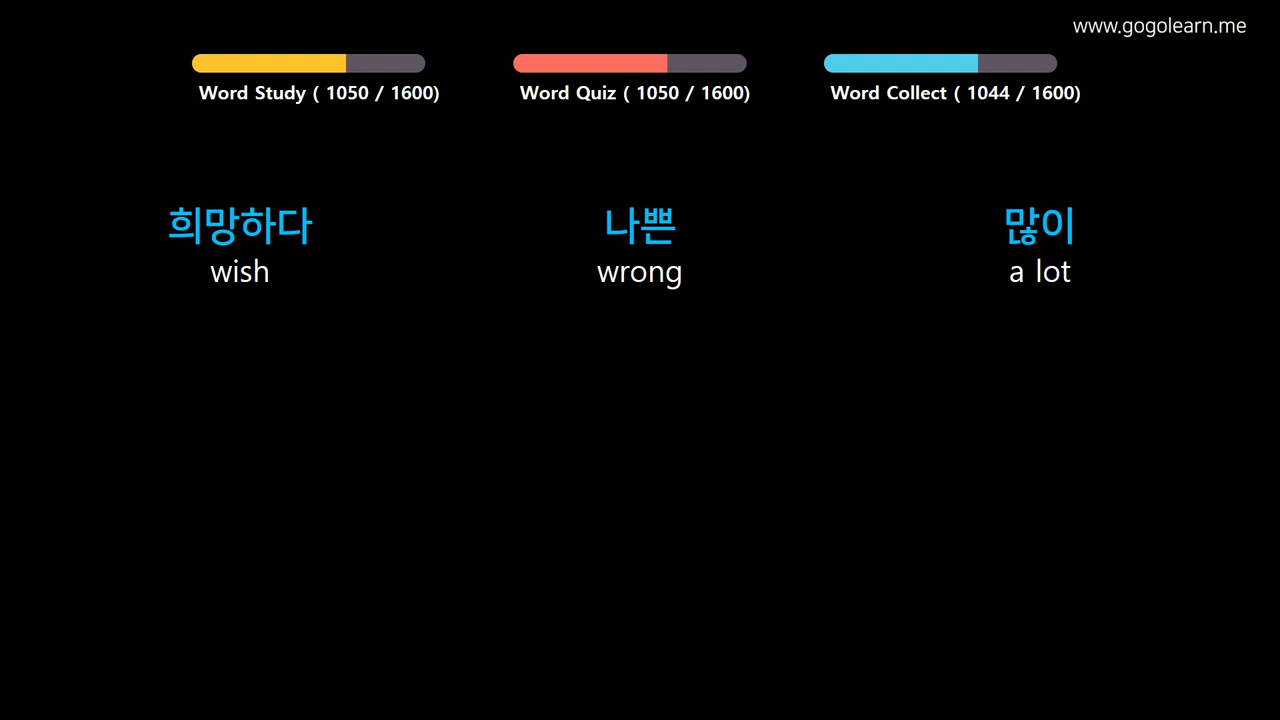 www.gogolearn.me
Word Study ( 1050 / 1600)
Word Quiz ( 1050 / 1600)
Word Collect ( 1044 / 1600)
희망하다
wish
나쁜
wrong
많이
a lot